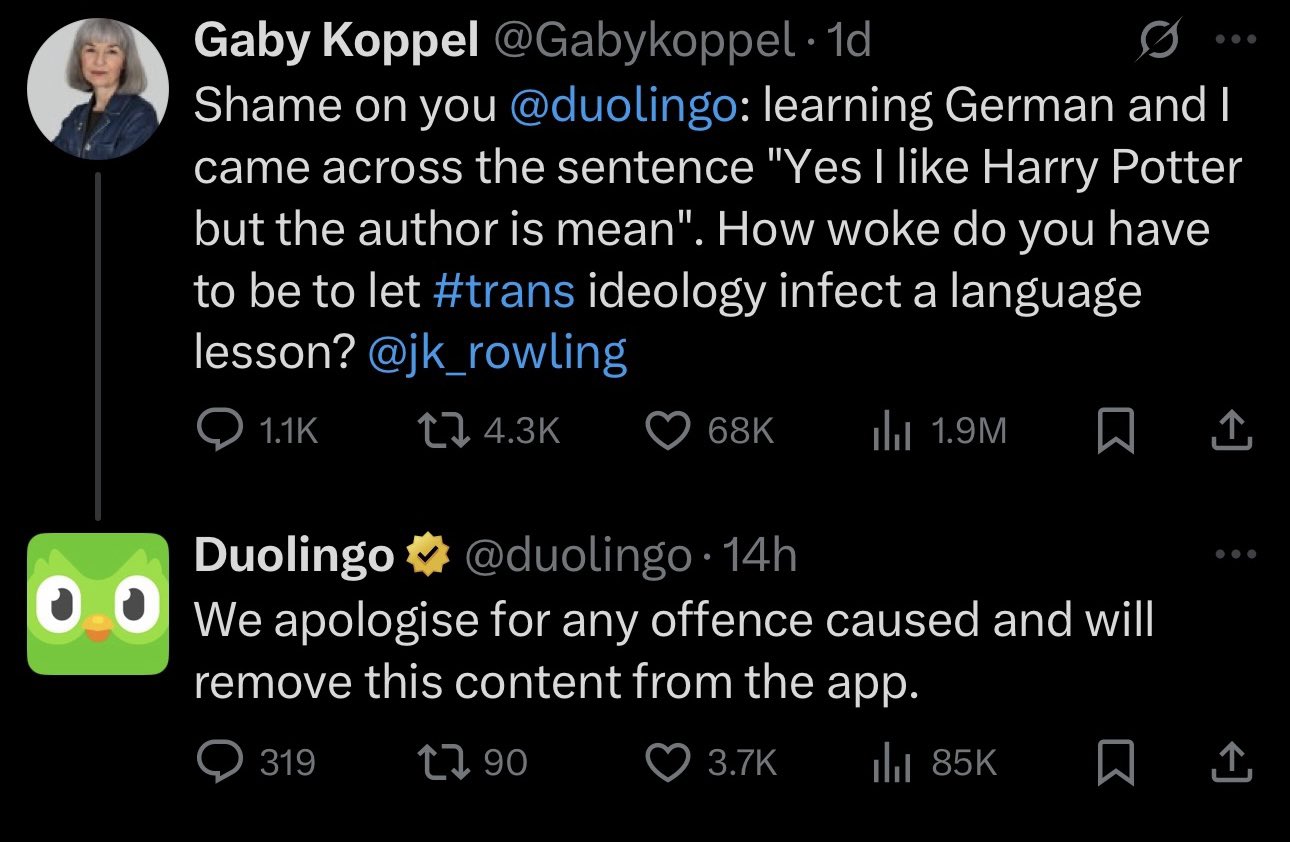 Gaby Koppel @Gabykoppel · 1d
Shame on you @duolingo: learning German and I
came across the sentence "Yes I like Harry Potter
but the author is mean". How woke do you have
to be to let #trans ideology infect a language
lesson? @jk_rowling
1.1K 4.3K 68K 1.9M
Duolingo @duolingo · 14h
We apologise for any offence caused and will
remove this content from the app.
319 90 3.7K 85K